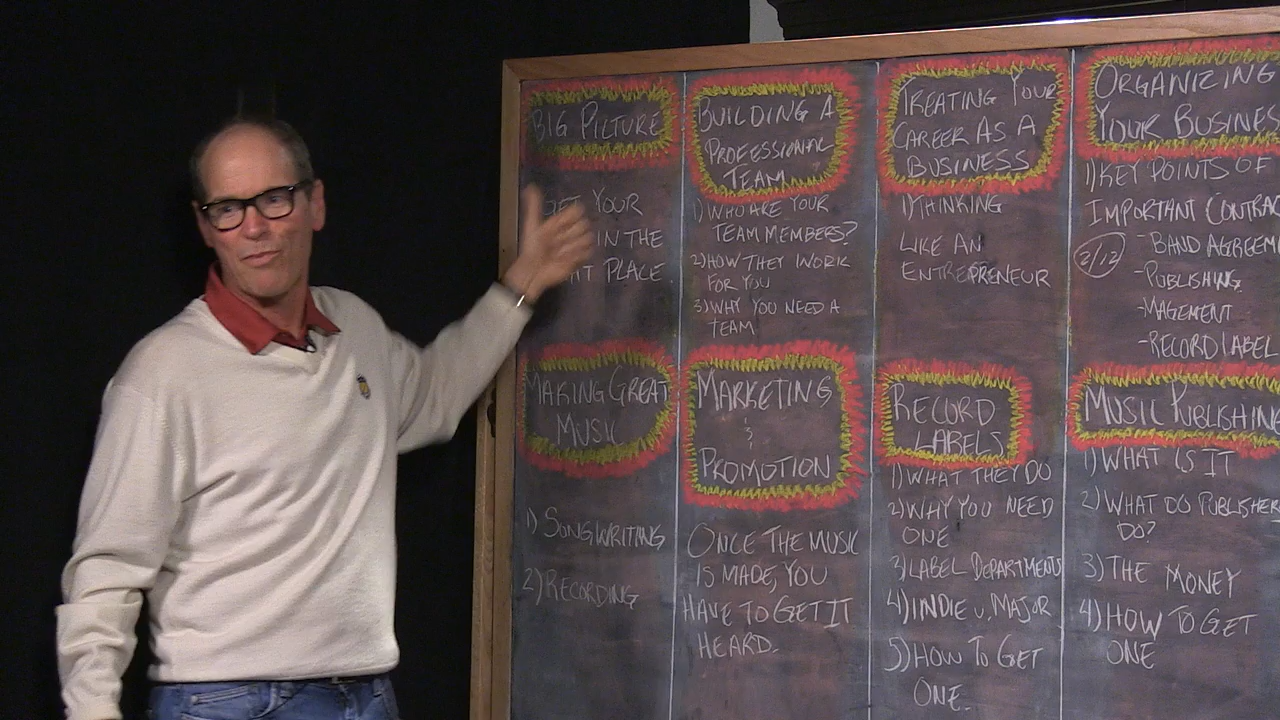 BIG PICTURE
YOUR
IN THE
PLACE
BUILDING A
PROFESSIONAL
TEAM
1) WHO ARE YOUR
TEAM MEMBERS?
2) HOW THEY WORK
FOR YOU
3) WHY YOU NEED A
TEAM
TREATING YOUR
CAREER AS A
BUSINESS
1) THINKING
LIKE AN
ENTREPRENEUR
ORGANIZING
YOUR BUSINES
1) KEY POINTS OF
IMPORTANT CONTRAC
2/12
- BAND AGREEM
- PUBLISHING
- MAGEMENT
- RECORD LABEL
MAKING GREAT
MUSIC
1) SONGWRITING
2) RECORDING
MARKETING
&
PROMOTION
ONCE THE MUSIC
IS MADE, YOU
HAVE TO GET IT
HEARD.
RECORD
LABELS
1) WHAT THEY DO
2) WHY YOU NEED
ONE
3) LABEL DEPARTMENTS
4) INDIE v. MAJOR
5) HOW TO GET
ONE.
MUSIC PUBLISHING
1) WHAT IS IT
2) WHAT DO PUBLISHER
DO?
3) THE MONEY
4) HOW TO GET
ONE